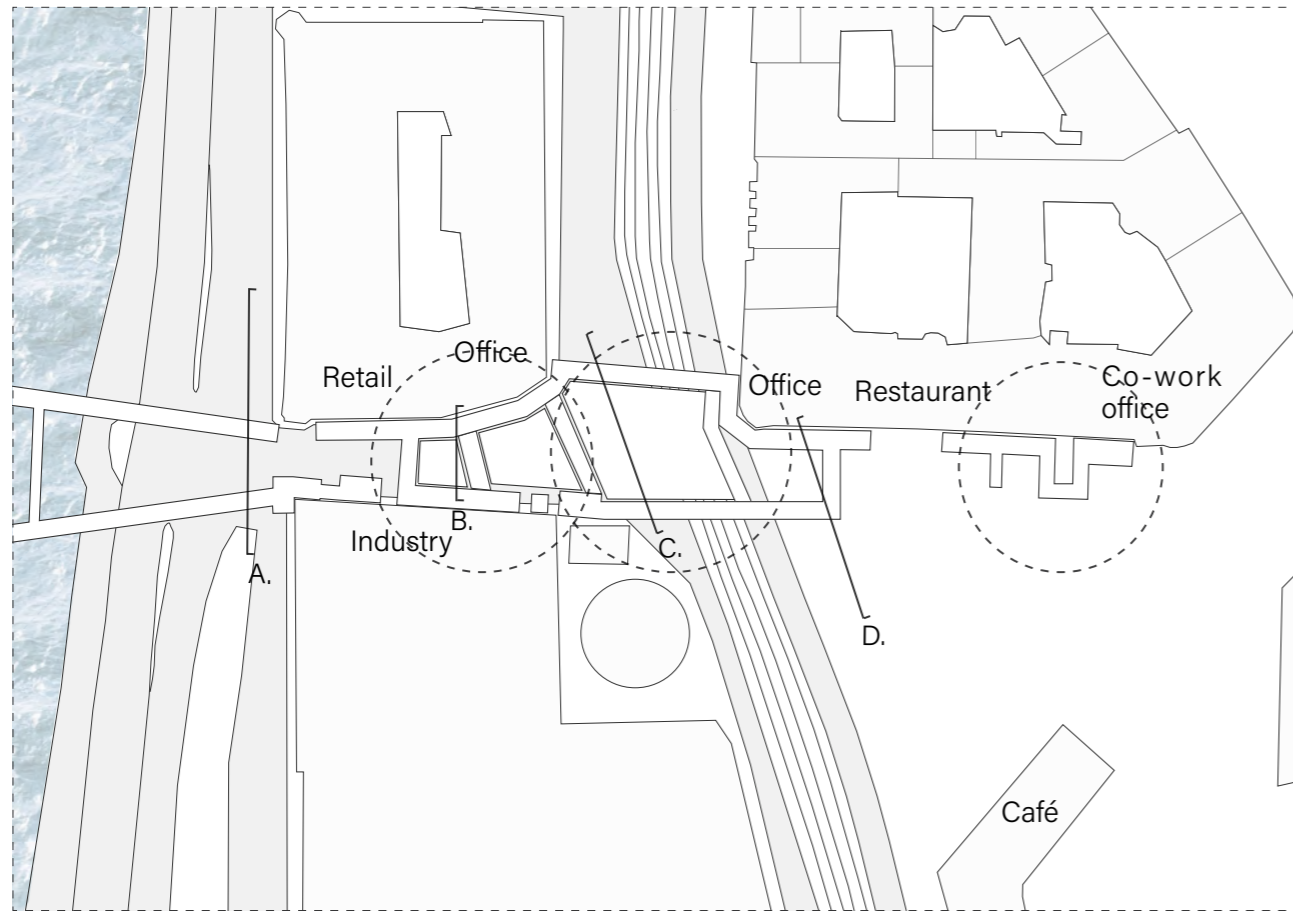 Office
Retail
Office
Restaurant
Co-work
office
B.
Industry
C.
A.
D.
Café